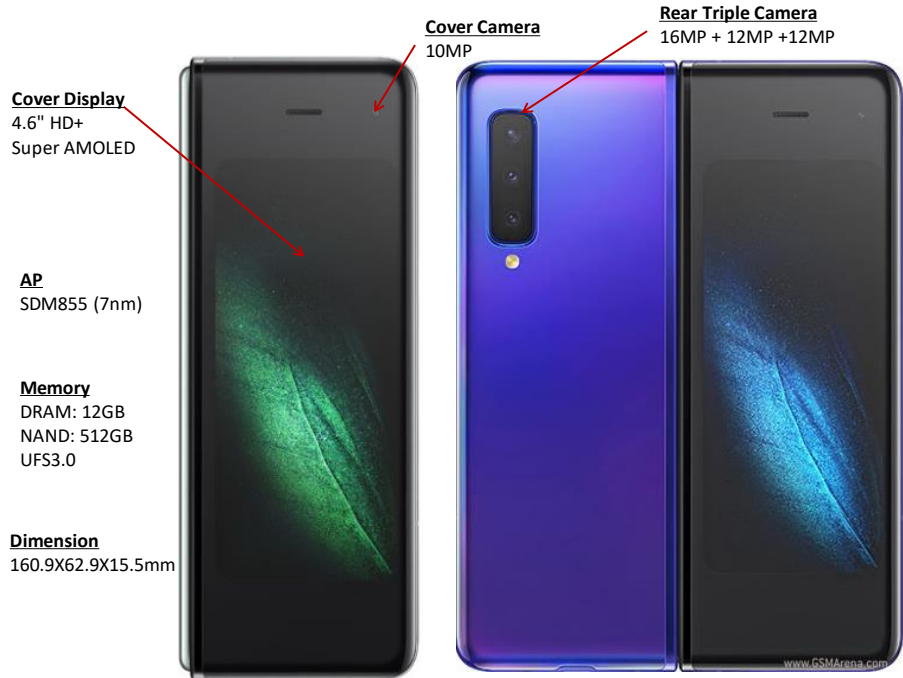 Cover Camera
10MP
Rear Triple Camera
16MP + 12MP +12MP
Cover Display
4.6" HD+
Super AMOLED
AP
SDM855 (7nm)
Memory
DRAM: 12GB
NAND: 512GB
UFS3.0
Dimension
160.9X62.9X15.5mm
www.GSMArena.com